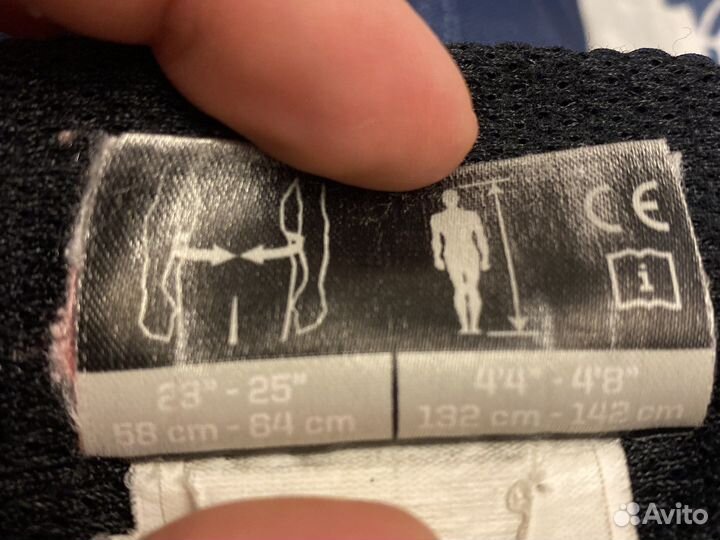 CE
i
23" - 25"
58 cm - 64 cm
4'4" - 4'8"
132 cm - 142 cm
Avito